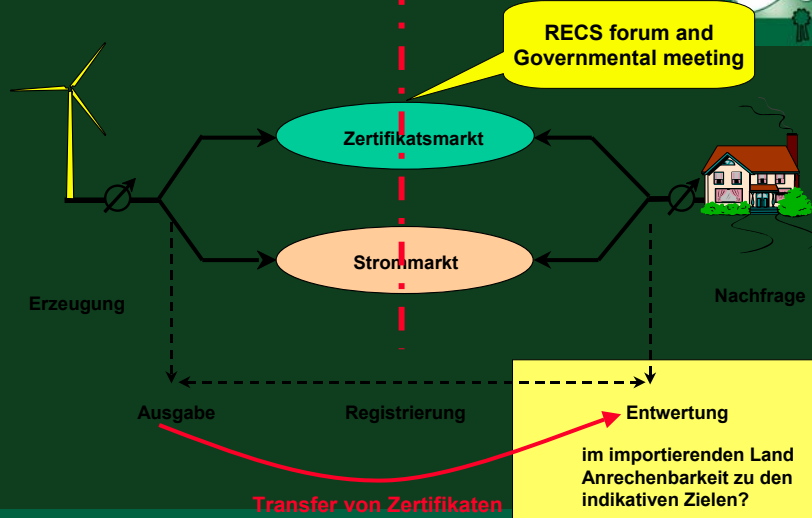 RECS forum and
Governmental meeting
Zertifikatsmarkt
Strommarkt
Erzeugung
Nachfrage
Ausgabe
Registrierung
Entwertung
im importierenden Land
Anrechenbarkeit zu den
indikativen Zielen?
Transfer von Zertifikaten